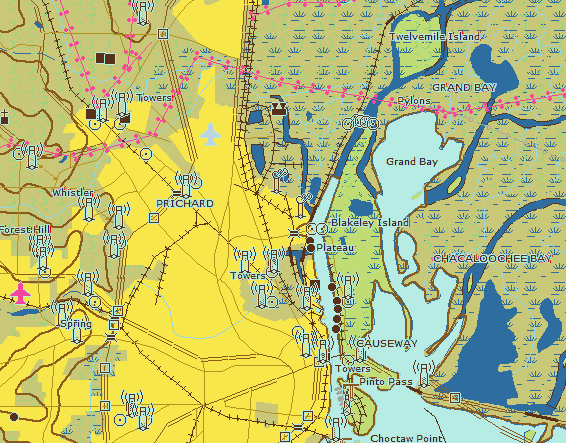 Twelvemile Island
GRAND BAY
Towers
Pylons
Grand Bay
Whistler
PRICHARD
Forest Hill
Blakeley Island
Plateau
CHACALOOCHEE BAY
Towers
Spring
CAUSEWAY
Towers
Pinto Pass
Choctaw Point